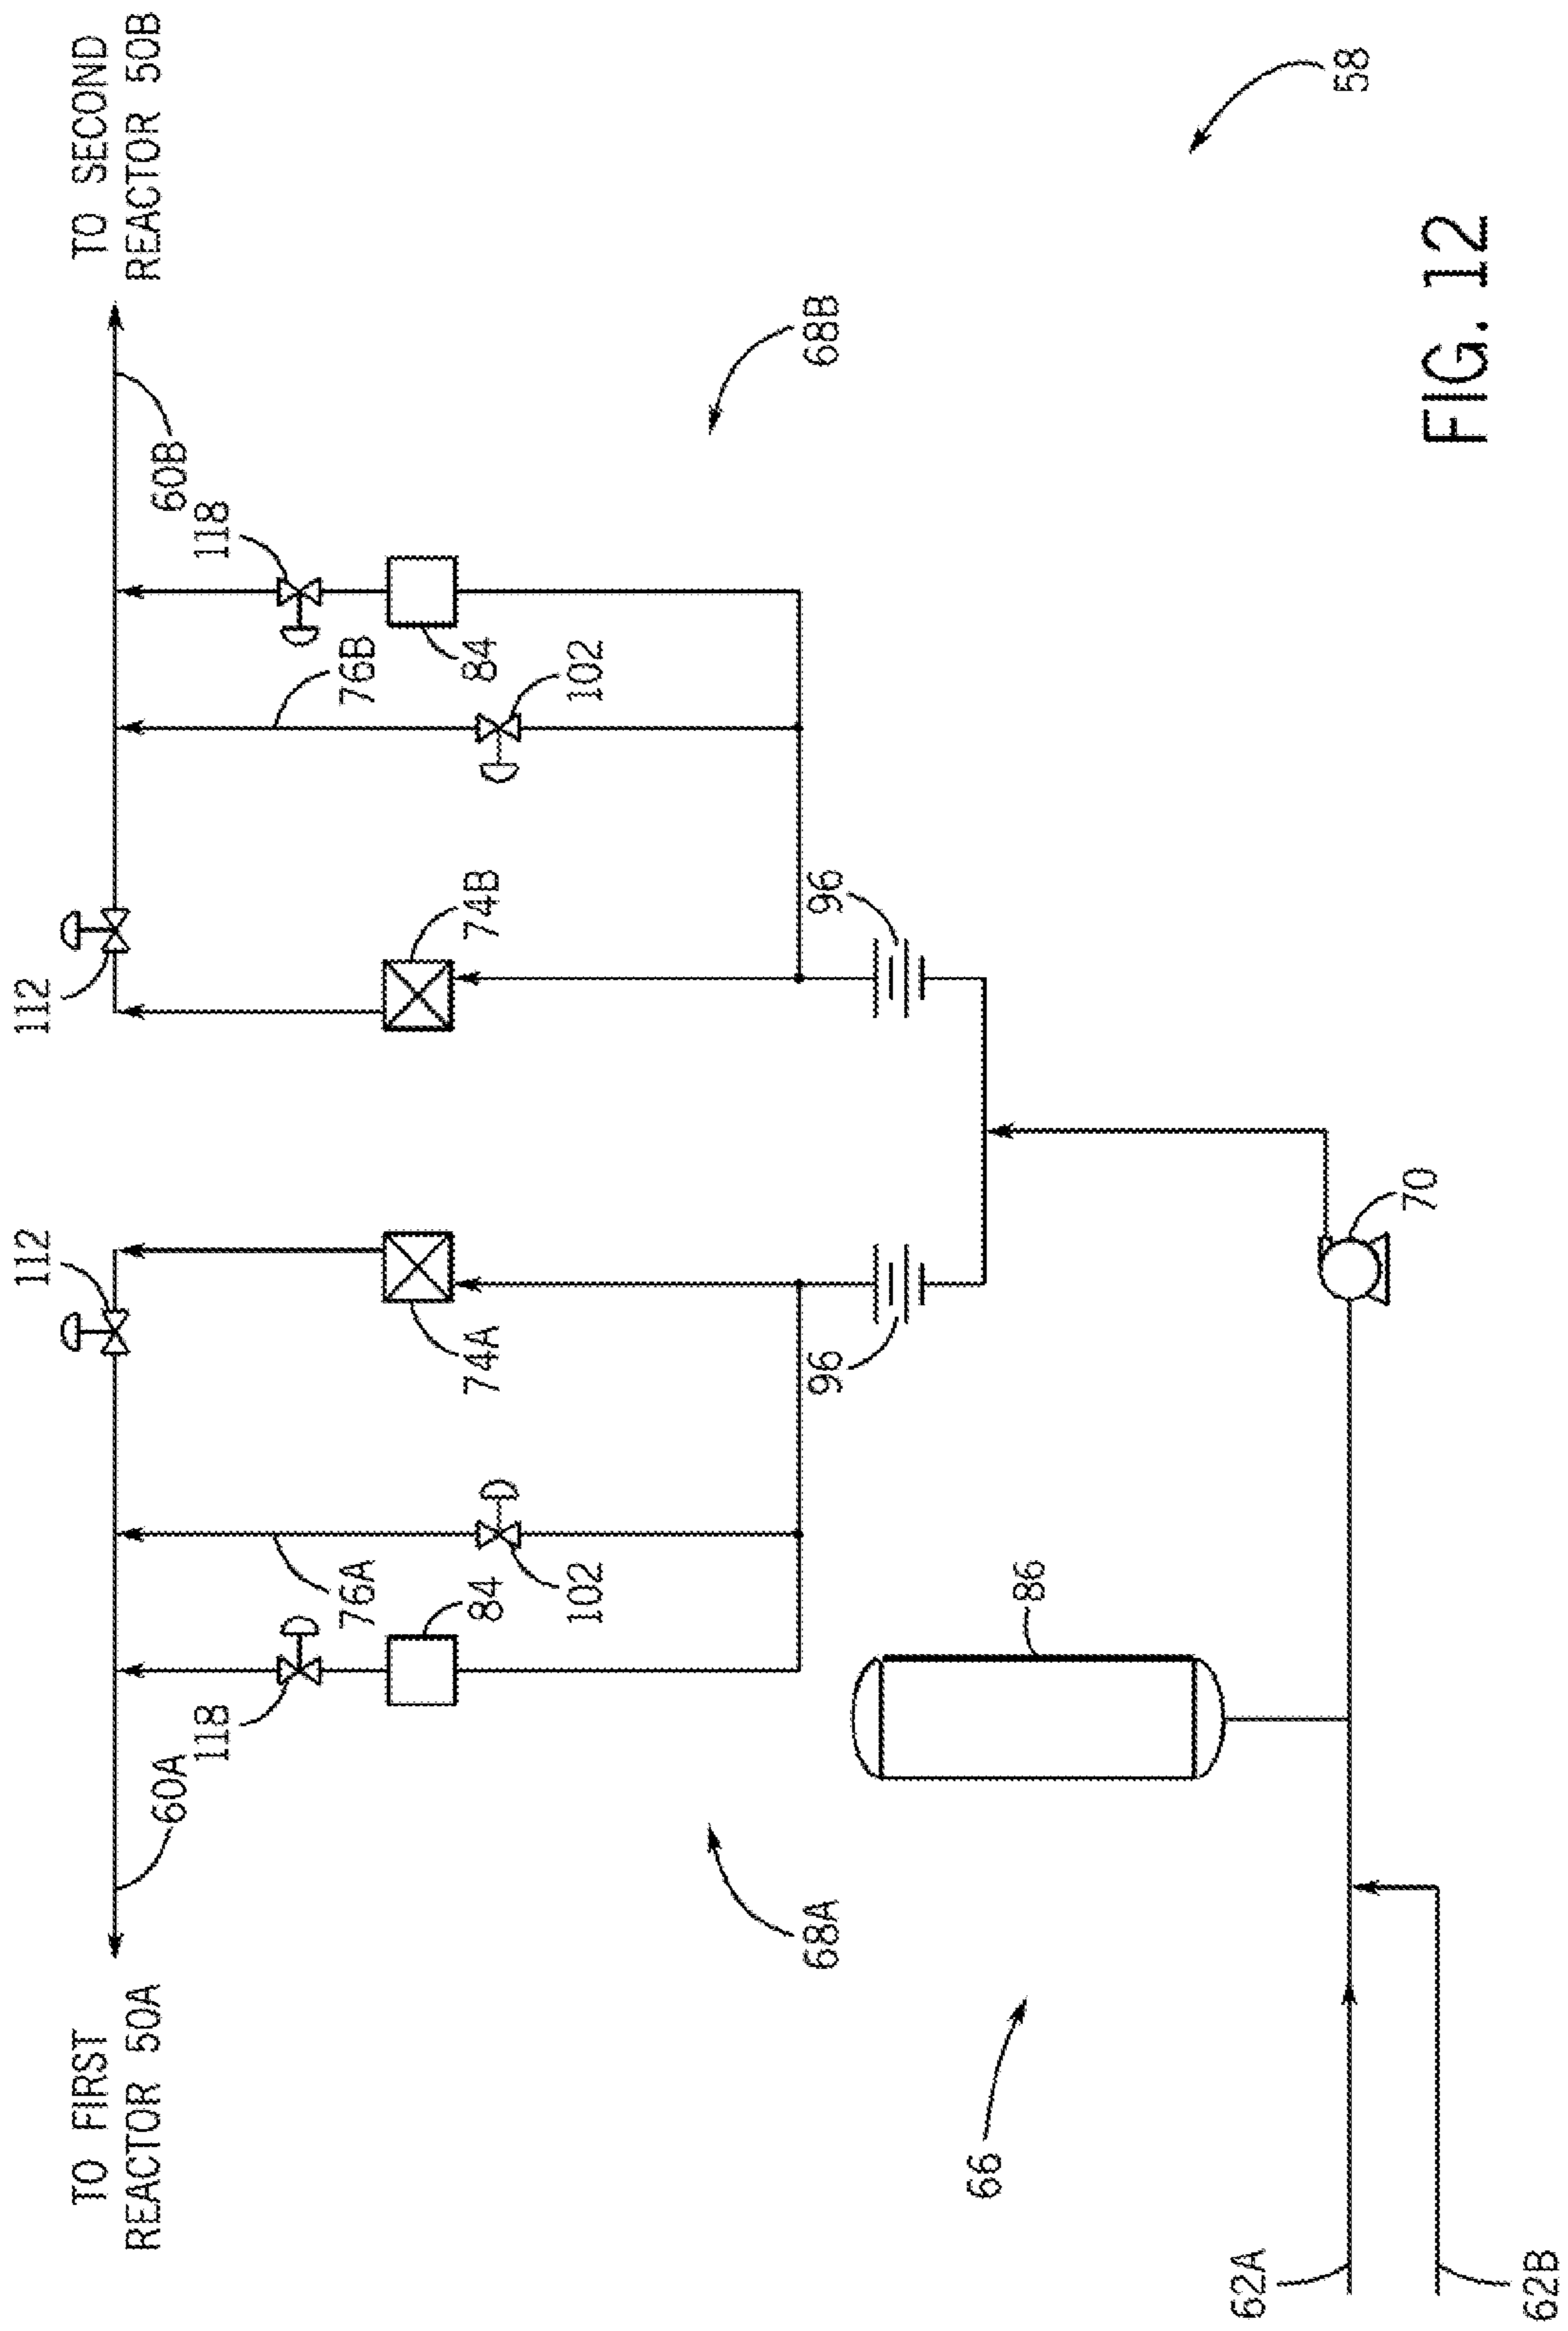 TO FIRST
REACTOR 50A
TO SECOND
REACTOR 50B
112
112
60A
60B
118
118
76A
76B
84
84
74A
74B
102
102
68A
68B
96
96
66
86
70
62A
62B
58
FIG. 12